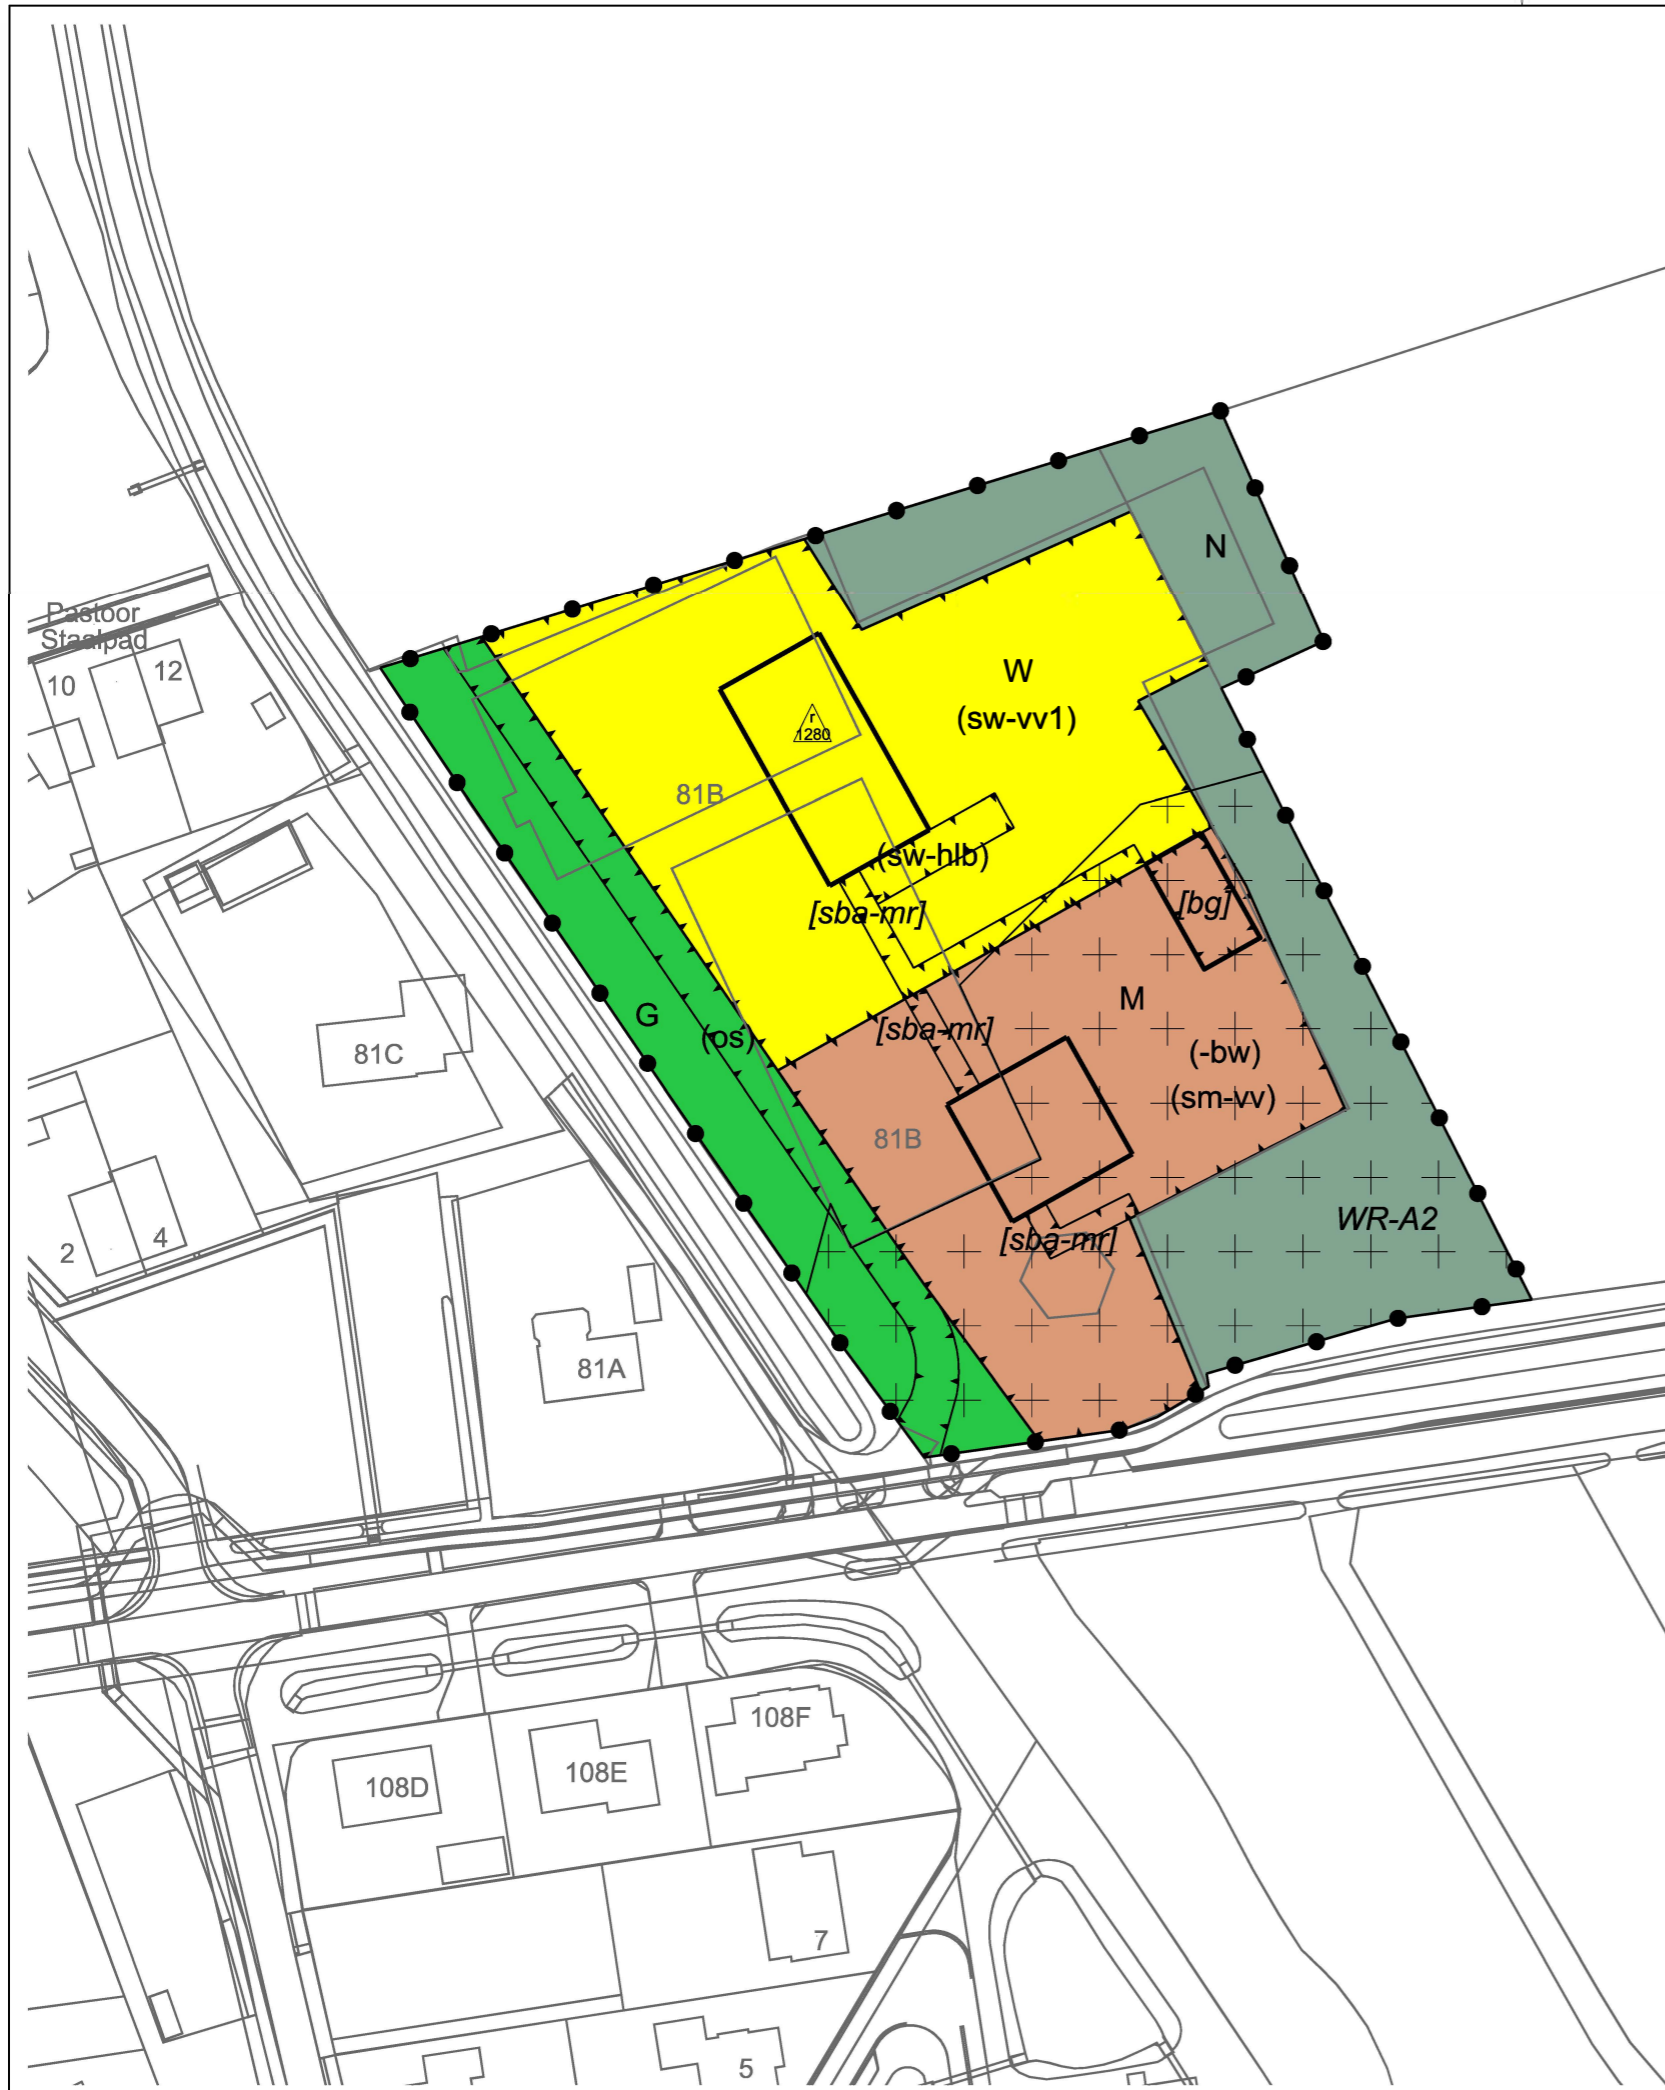 N
Pastoor
Staalpad
10
12
W
(sw-vv1)
r
1280
81B
(sw-hlb)
[sba-mr]
[bg]
M
G
(os)
[sba-mr]
81C
(-bw)
(sm-vv)
81B
WR-A2
[sba-mr]
2
4
81A
108F
108E
108D
7
5